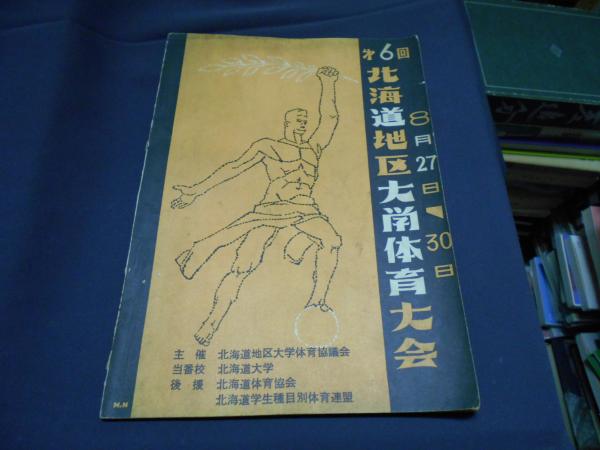 第6回
北海道地区大学体育大会
8月27日▼30日
主催 北海道地区大学体育協議会
当番校 北海道大学
後援 北海道体育協会
北海道学生種目別体育連盟
M.N